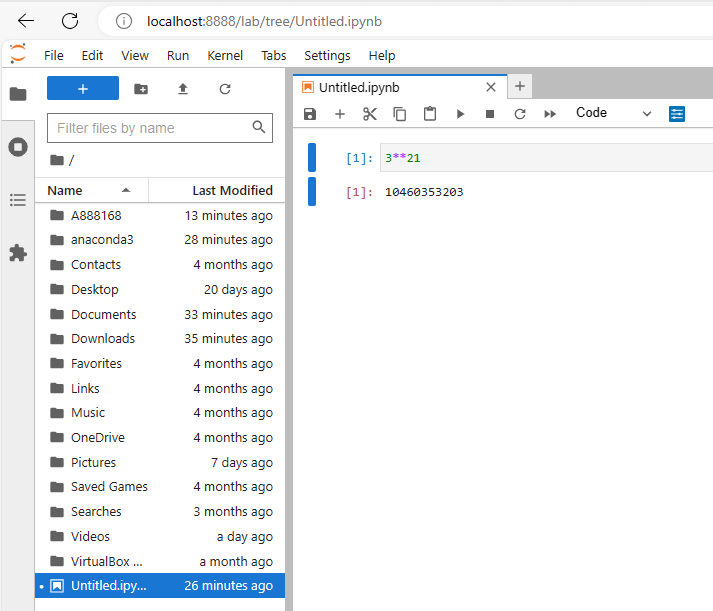 localhost:8888/lab/tree/Untitled.ipynb
File Edit View Run Kernel Tabs Settings Help
Untitled.ipynb
Code
Filter files by name
/
Name Last Modified
A888168 13 minutes ago
anaconda3 28 minutes ago
Contacts 4 months ago
Desktop 20 days ago
Documents 33 minutes ago
Downloads 35 minutes ago
Favorites 4 months ago
Links 4 months ago
Music 4 months ago
OneDrive 4 months ago
Pictures 7 days ago
Saved Games 4 months ago
Searches 3 months ago
Videos a day ago
VirtualBox ... a month ago
Untitled.ipy... 26 minutes ago
[1]: 3**21
[1]: 10460353203